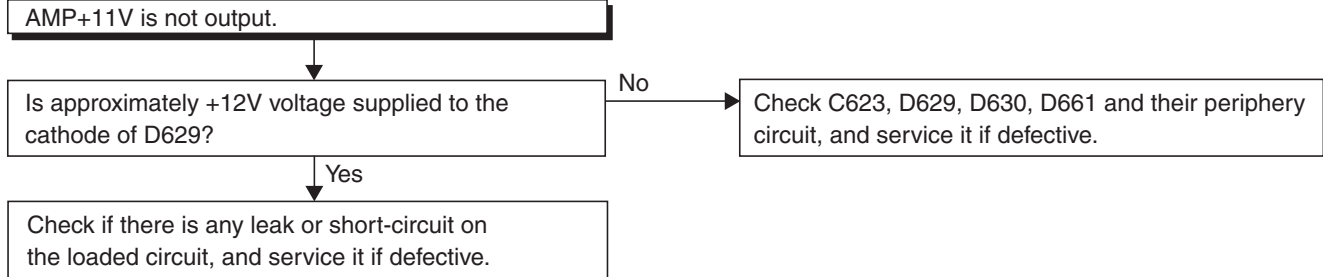 AMP+11V is not output.
Is approximately +12V voltage supplied to the
cathode of D629?
No
Check C623, D629, D630, D661 and their periphery
circuit, and service it if defective.
Yes
Check if there is any leak or short-circuit on
the loaded circuit, and service it if defective.